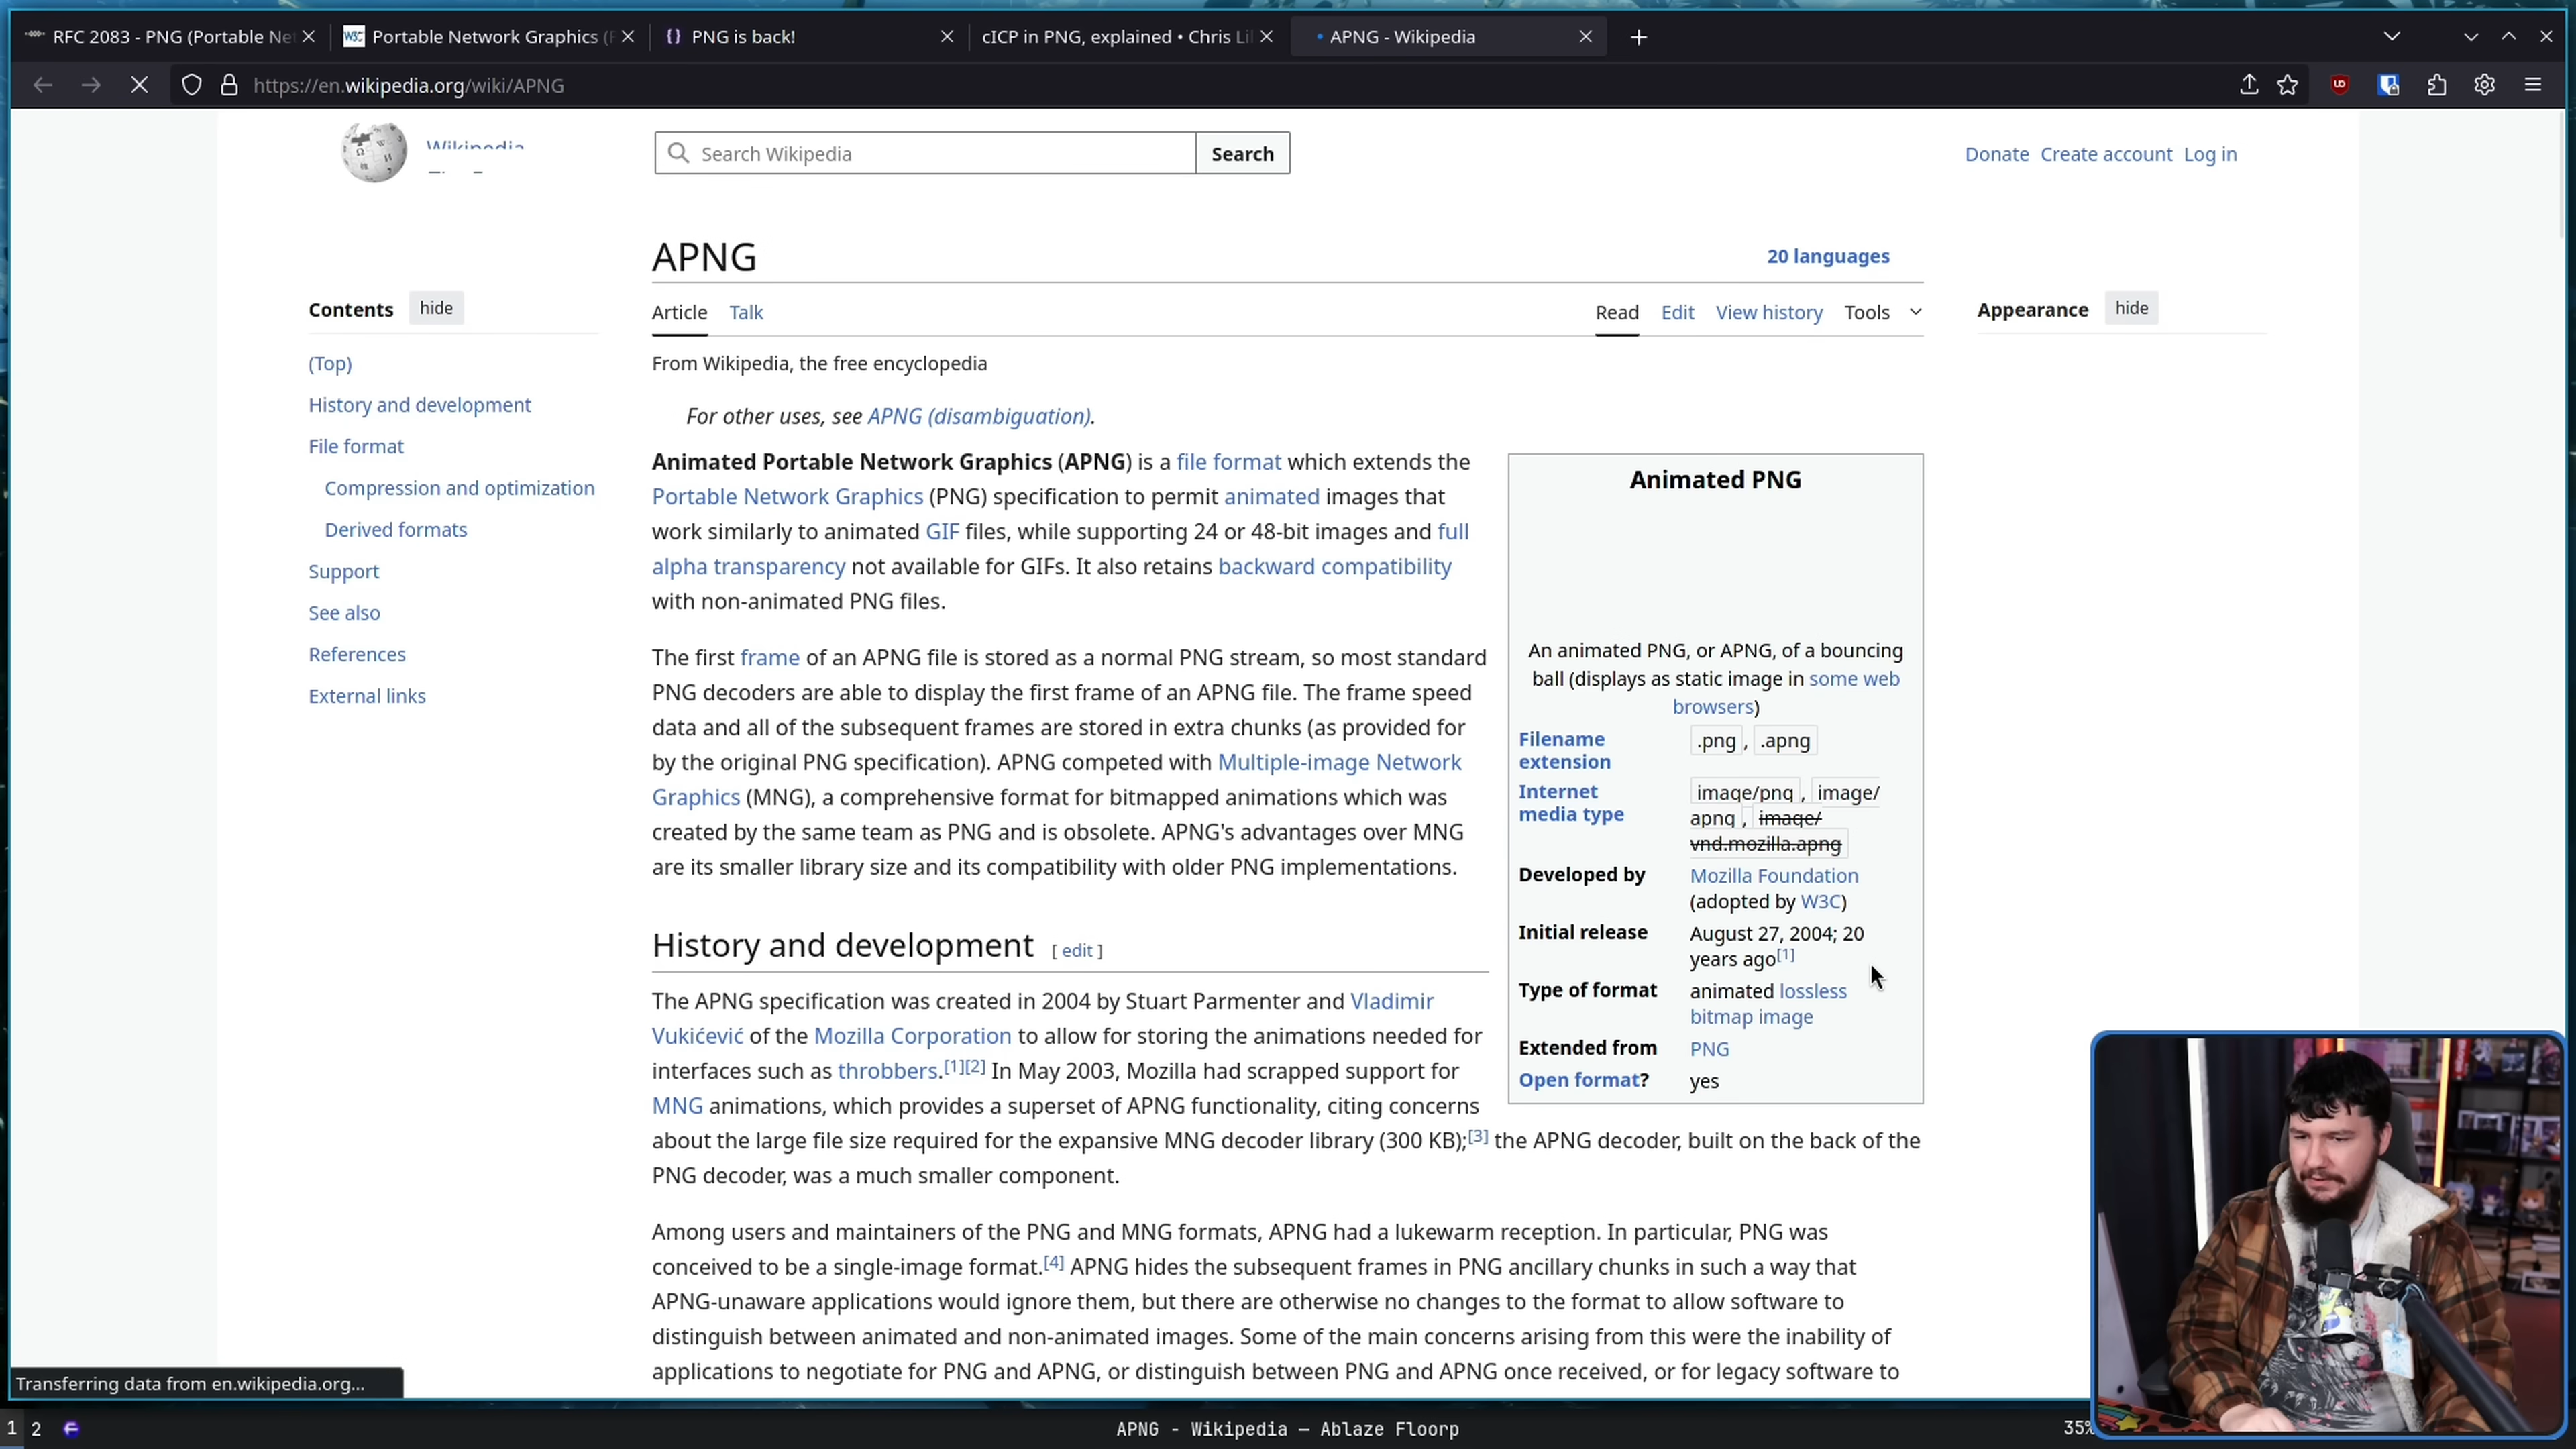 RFC 2083 - PNG (Portable Ne
Portable Network Graphics (
PNG is back!
cICP in PNG, explained • Chris Li
APNG - Wikipedia
https://en.wikipedia.org/wiki/APNG
Wikipedia
Search Wikipedia
Search
Donate Create account Log in
APNG
20 languages
Contents hide
(Top)
History and development
File format
Compression and optimization
Derived formats
Support
See also
References
External links
Article Talk
Read Edit View history Tools
Appearance hide
From Wikipedia, the free encyclopedia
For other uses, see APNG (disambiguation).
Animated Portable Network Graphics (APNG) is a file format which extends the
Portable Network Graphics (PNG) specification to permit animated images that
work similarly to animated GIF files, while supporting 24 or 48-bit images and full
alpha transparency not available for GIFs. It also retains backward compatibility
with non-animated PNG files.
The first frame of an APNG file is stored as a normal PNG stream, so most standard
PNG decoders are able to display the first frame of an APNG file. The frame speed
data and all of the subsequent frames are stored in extra chunks (as provided for
by the original PNG specification). APNG competed with Multiple-image Network
Graphics (MNG), a comprehensive format for bitmapped animations which was
created by the same team as PNG and is obsolete. APNG's advantages over MNG
are its smaller library size and its compatibility with older PNG implementations.
Animated PNG
An animated PNG, or APNG, of a bouncing
ball (displays as static image in some web
browsers)
Filename
extension
.png, .apng
Internet
media type
image/png, image/
apng, image/
vnd.mozilla.apng
Developed by
Mozilla Foundation
(adopted by W3C)
Initial release
August 27, 2004; 20
years ago[1]
Type of format
animated lossless
bitmap image
Extended from
PNG
Open format?
yes
History and development [ edit ]
The APNG specification was created in 2004 by Stuart Parmenter and Vladimir
Vukićević of the Mozilla Corporation to allow for storing the animations needed for
interfaces such as throbbers.[1][2] In May 2003, Mozilla had scrapped support for
MNG animations, which provides a superset of APNG functionality, citing concerns
about the large file size required for the expansive MNG decoder library (300 KB);[3] the APNG decoder, built on the back of the
PNG decoder, was a much smaller component.
Among users and maintainers of the PNG and MNG formats, APNG had a lukewarm reception. In particular, PNG was
conceived to be a single-image format.[4] APNG hides the subsequent frames in PNG ancillary chunks in such a way that
APNG-unaware applications would ignore them, but there are otherwise no changes to the format to allow software to
distinguish between animated and non-animated images. Some of the main concerns arising from this were the inability of
applications to negotiate for PNG and APNG, or distinguish between PNG and APNG once received, or for legacy software to
Transferring data from en.wikipedia.org...
1 2
APNG - Wikipedia — Ablaze Floorp
35%